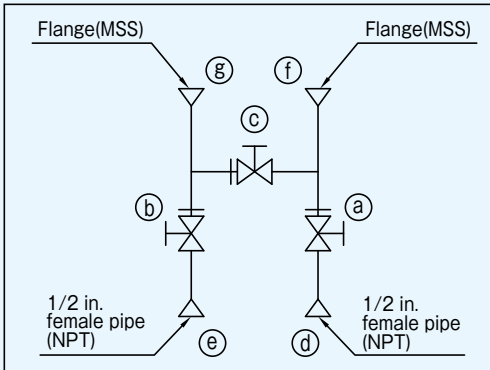 Flange(MSS)
Flange(MSS)
g
f
c
b
a
1/2 in.
female pipe
(NPT)
1/2 in.
female pipe
(NPT)
e
d